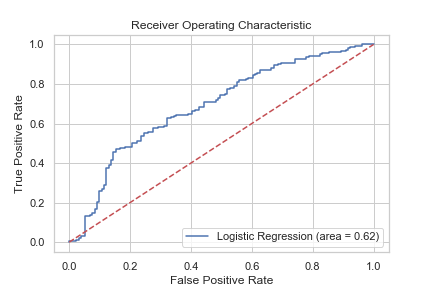 Receiver Operating Characteristic
1.0
0.8
0.6
0.4
0.2
0.0
True Positive Rate
Logistic Regression (area = 0.62)
0.0 0.2 0.4 0.6 0.8 1.0
False Positive Rate